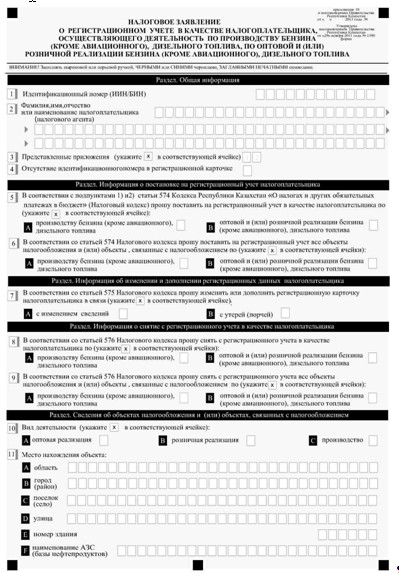 приложение 10
к постановлению Правительства
Республики Казахстан
НАЛОГОВОЕ ЗАЯВЛЕНИЕ
О РЕГИСТРАЦИОННОМ УЧЕТЕ В КАЧЕСТВЕ НАЛОГОПЛАТЕЛЬЩИКА,
ОСУЩЕСТВЛЯЮЩЕГО ДЕЯТЕЛЬНОСТЬ ПО ПРОИЗВОДСТВУ БЕНЗИНА
(КРОМЕ АВИАЦИОННОГО), ДИЗЕЛЬНОГО ТОПЛИВА, ПО ОПТОВОЙ И (ИЛИ)
РОЗНИЧНОЙ РЕАЛИЗАЦИИ БЕНЗИНА (КРОМЕ АВИАЦИОННОГО), ДИЗЕЛЬНОГО ТОПЛИВА
ВНИМАНИЕ! Заполнять шариковой или перьевой ручкой, ЧЕРНЫМИ или СИНИМИ чернилами, ЗАГЛАВНЫМИ ПЕЧАТНЫМИ символами.
Раздел. Общая информация
1 Идентификационный номер (ИИН/БИН)
2 Фамилия,имя,отчество
или наименование налогоплательщика
(налогового агента)
3 Представленные приложения (укажите x в соответствующей ячейке)
4 Отсутствие идентификационного номера в регистрационной карточке
Раздел. Информация о постановке на регистрационный учет налогоплательщика
5 В соответствии с подпунктами 1) а2) статьи 574 Кодекса Республики Казахстан «О налогах и других обязательных
платежах в бюджет» (Налоговый кодекс) прошу поставить на регистрационный учет в качестве налогоплательщика по
(укажите x в соответствующей ячейке):
A производству бензина (кроме авиационного), дизельного топлива B оптовой и (или) розничной реализации бензина (кроме авиационного), дизельного топлива
6 В соответствии со статьей 574 Налогового кодекса прошу поставить на регистрационный учет все объекты
налогообложения и (или) объекты , связанные с налогообложением по (укажите x в соответствующей ячейке):
A производству бензина (кроме авиационного), дизельного топлива B оптовой и (или) розничной реализации бензина (кроме авиационного), дизельного топлива
Раздел. Информация об изменении и дополнении регистрационных данных налогоплательщика
7 В соответствии со статьей 575 Налогового кодекса прошу изменить или дополнить регистрационную карточку
налогоплательщика в связи (укажите x в соответствующей ячейке)
A с изменением сведений B с утерей (порчей)
Раздел. Информация о снятие с регистрационного учета в качестве налогоплательщика
8 В соответствии со статьей 576 Налогового кодекса прошу снять с регистрационного учета в качестве
налогоплательщика по (укажите x в соответствующей ячейке):
A производству бензина (кроме авиационного), дизельного топлива B оптовой и (или) розничной реализации бензина (кроме авиационного), дизельного топлива
9 В соответствии со статьей 576 Налогового кодекса прошу снять с регистрационного учета все объекты
налогообложения и (или) объекты , связанные с налогообложением по (укажите x в соответствующей ячейке):
A производству бензина (кроме авиационного), дизельного топлива B оптовой и (или) розничной реализации бензина (кроме авиационного), дизельного топлива
Раздел. Сведения об объектах налогообложения и (или) объектах, связанных с налогообложением
10 Вид деятельности (укажите x в соответствующей ячейке):
A оптовая реализация B розничная реализация C производство
11 Место нахождения объекта:
A область
B город
(район)
C поселок
(село)
D улица
E номер здания
F наименование АЗС
(базы нефтепродуктов)